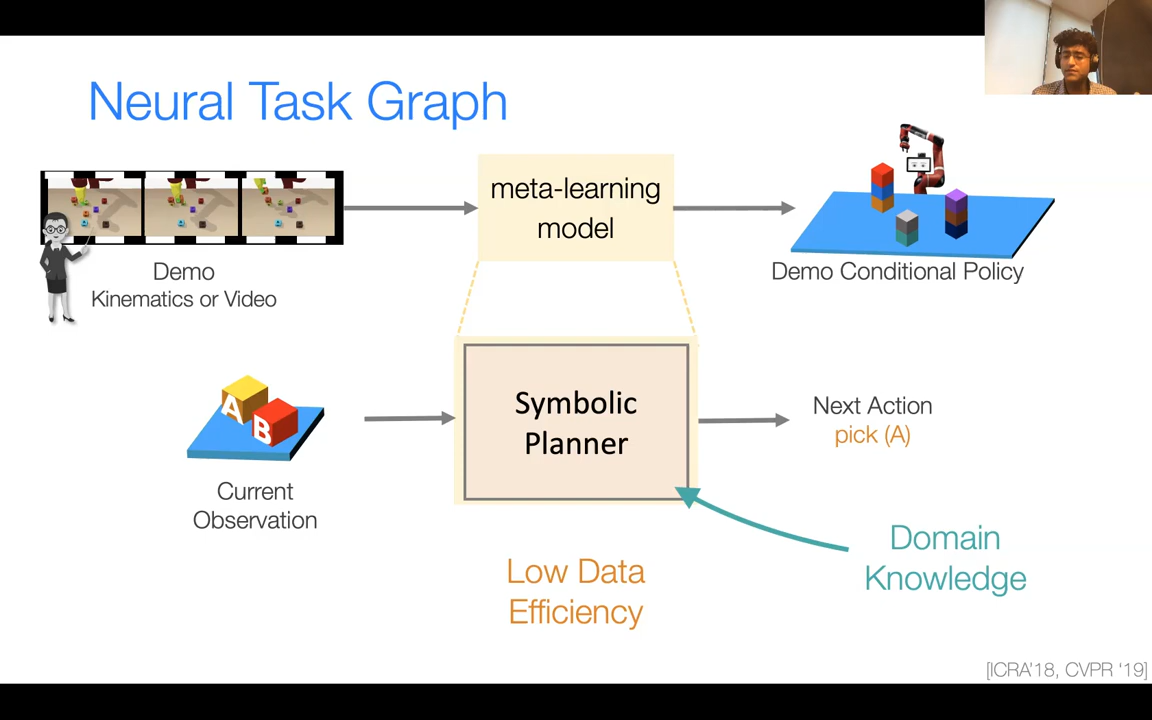 Neural Task Graph
meta-learning
model
Demo
Kinematics or Video
Demo Conditional Policy
A
B
Symbolic
Planner
Next Action
pick (A)
Current
Observation
Domain
Knowledge
Low Data
Efficiency
[ICRA'18, CVPR '19]